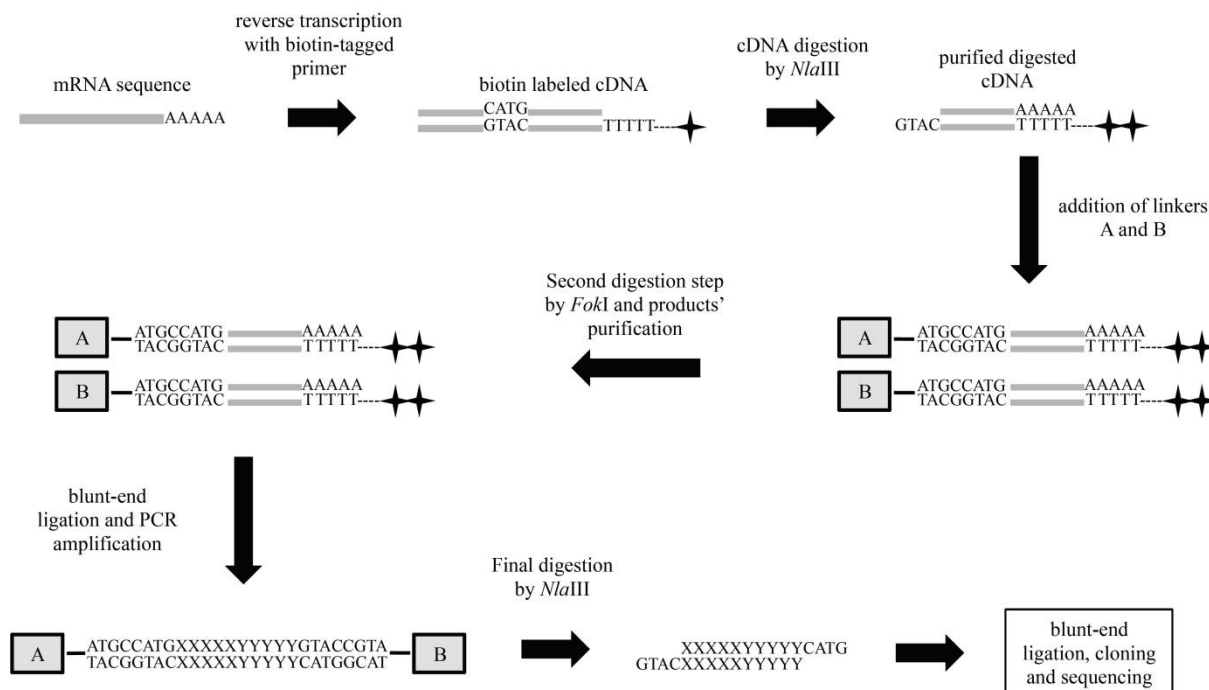 reverse transcription
with biotin-tagged
primer
cDNA digestion
by NlaIII
mRNA sequence
biotin labeled cDNA
purified digested
cDNA
AAAAA
CATG
GTAC
TTTTT
AAAAA
GTAC
TTTTT
addition of linkers
A and B
Second digestion step
by FokI and products’
purification
A
ATGCCATG
AAAAA
TACGGTAC
TTTTT
B
ATGCCATG
AAAAA
TACGGTAC
TTTTT
A
ATGCCATG
AAAAA
TACGGTAC
TTTTT
B
ATGCCATG
AAAAA
TACGGTAC
TTTTT
blunt-end
ligation and PCR
amplification
Final digestion
by NlaIII
A
ATGCCATGXXXXXYYYYYGTACCGTA
TACGGTACXXXXXYYYYYCATGGCAT
B
XXXXXYYYYYCATG
GTACXXXXXYYYYY
blunt-end
ligation, cloning
and sequencing